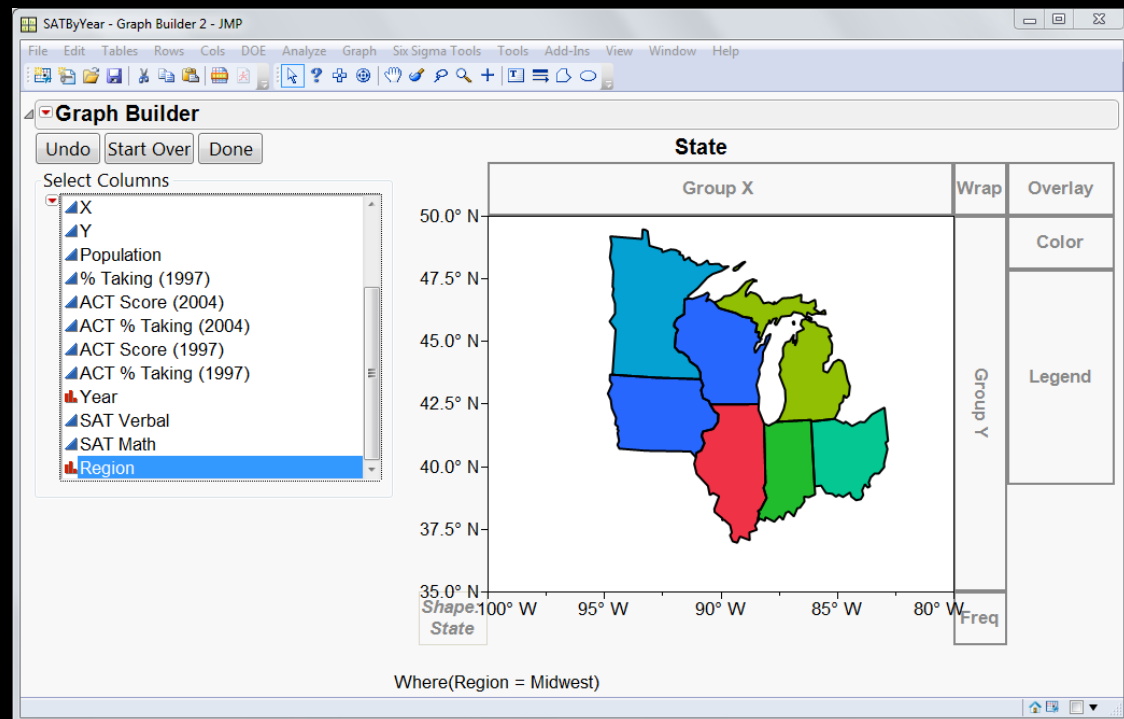 SATByYear - Graph Builder 2 - JMP
File Edit Tables Rows Cols DOE Analyze Graph Six Sigma Tools Tools Add-Ins View Window Help
Graph Builder
Undo Start Over Done
Select Columns
X
Y
Population
% Taking (1997)
ACT Score (2004)
ACT % Taking (2004)
ACT Score (1997)
ACT % Taking (1997)
Year
SAT Verbal
SAT Math
Region
State
Group X
Wrap
Overlay
Color
Legend
Group Y
50.0° N
47.5° N
45.0° N
42.5° N
40.0° N
37.5° N
35.0° N
100° W 95° W 90° W 85° W 80° W
Shape:
State
Freq
Where(Region = Midwest)